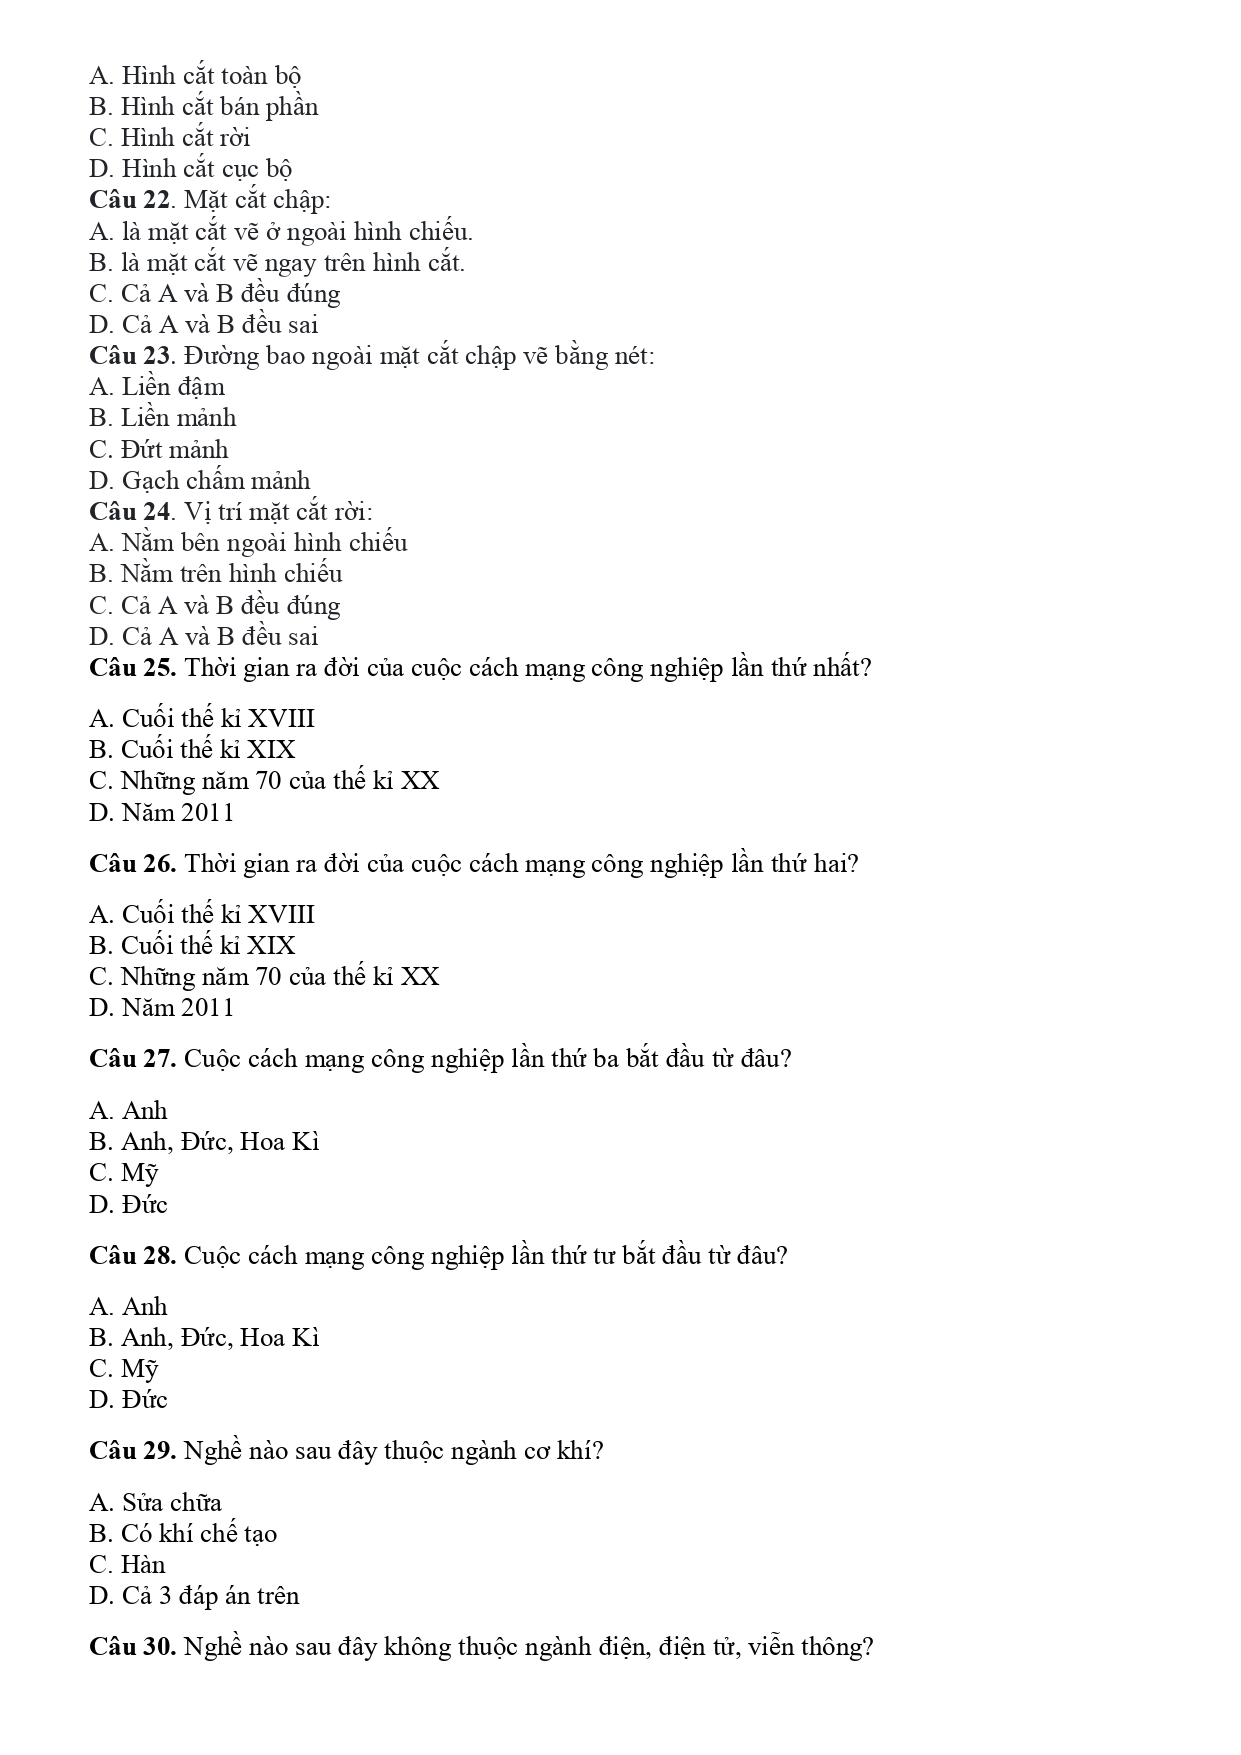 A. Hình cắt toàn bộ
B. Hình cắt bán phần
C. Hình cắt rời
D. Hình cắt cục bộ
Câu 22. Mặt cắt chập:
A. là mặt cắt vẽ ở ngoài hình chiếu.
B. là mặt cắt vẽ ngay trên hình cắt.
C. Cả A và B đều đúng
D. Cả A và B đều sai
Câu 23. Đường bao ngoài mặt cắt chập vẽ bằng nét:
A. Liền đậm
B. Liền mảnh
C. Đứt mảnh
D. Gạch chấm mảnh
Câu 24. Vị trí mặt cắt rời:
A. Nằm bên ngoài hình chiếu
B. Nằm trên hình chiếu
C. Cả A và B đều đúng
D. Cả A và B đều sai
Câu 25. Thời gian ra đời của cuộc cách mạng công nghiệp lần thứ nhất?
A. Cuối thế kỉ XVIII
B. Cuối thế kỉ XIX
C. Những năm 70 của thế kỉ XX
D. Năm 2011
Câu 26. Thời gian ra đời của cuộc cách mạng công nghiệp lần thứ hai?
A. Cuối thế kỉ XVIII
B. Cuối thế kỉ XIX
C. Những năm 70 của thế kỉ XX
D. Năm 2011
Câu 27. Cuộc cách mạng công nghiệp lần thứ ba bắt đầu từ đâu?
A. Anh
B. Anh, Đức, Hoa Kì
C. Mỹ
D. Đức
Câu 28. Cuộc cách mạng công nghiệp lần thứ tư bắt đầu từ đâu?
A. Anh
B. Anh, Đức, Hoa Kì
C. Mỹ
D. Đức
Câu 29. Nghề nào sau đây thuộc ngành cơ khí?
A. Sửa chữa
B. Có khí chế tạo
C. Hàn
D. Cả 3 đáp án trên
Câu 30. Nghề nào sau đây không thuộc ngành điện, điện tử, viễn thông?